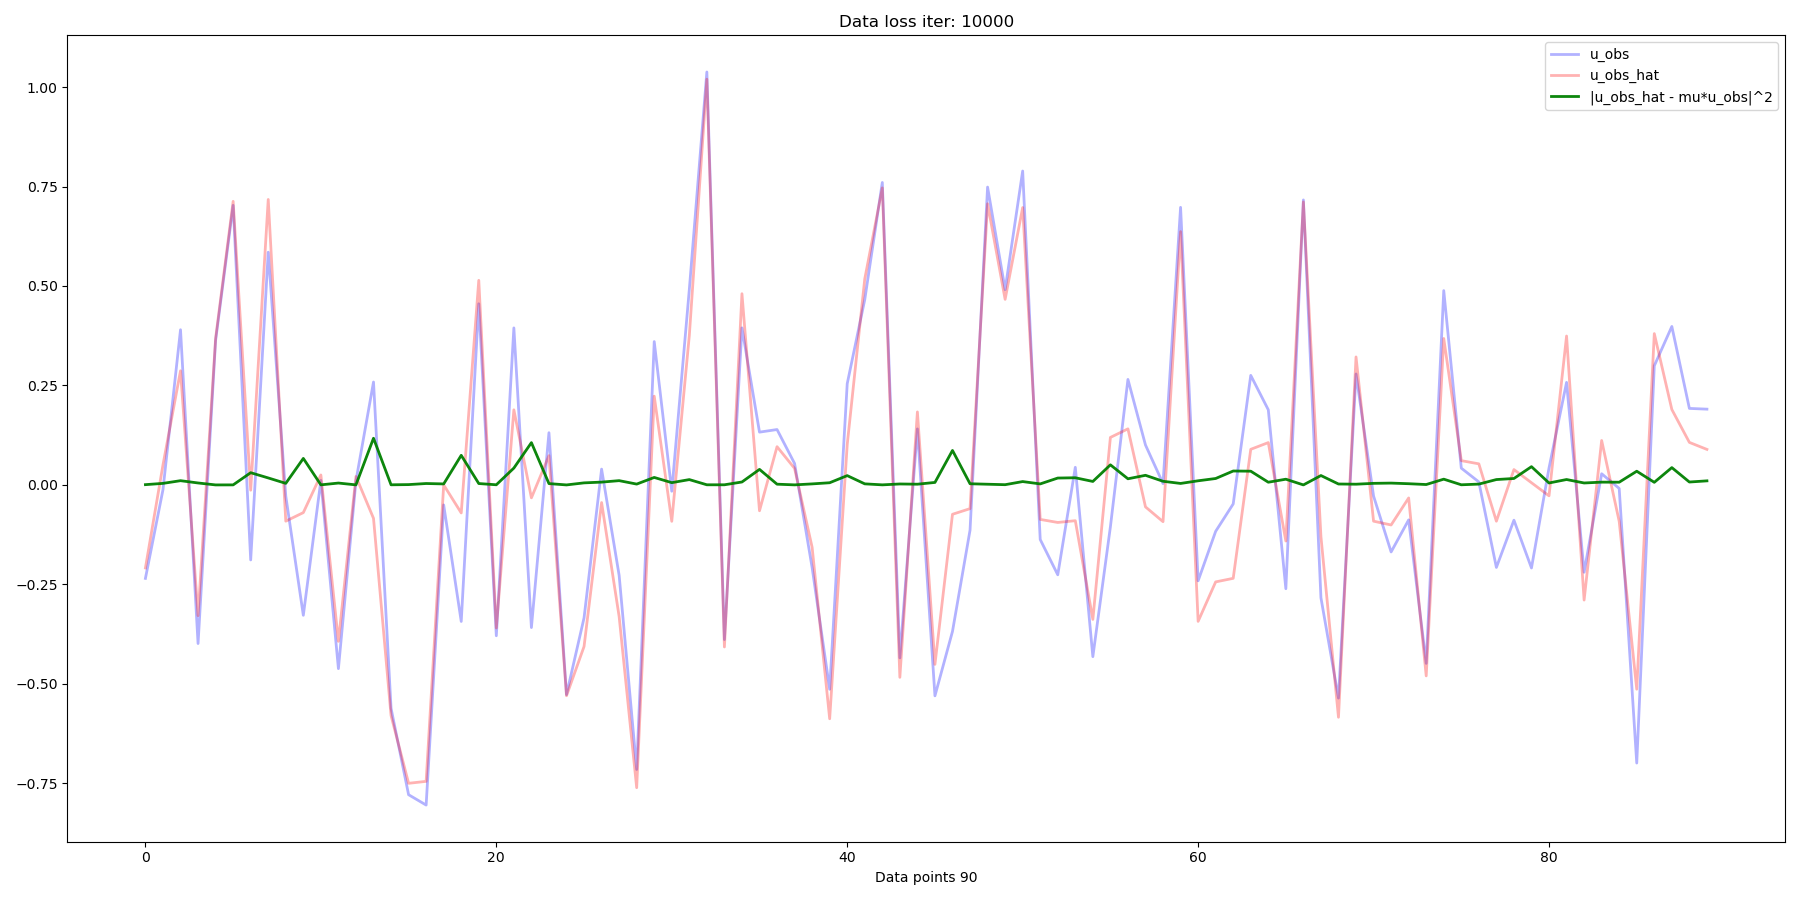 Data loss iter: 10000
u_obs
u_obs_hat
|u_obs_hat - mu*u_obs|^2
1.00
0.75
0.50
0.25
0.00
−0.25
−0.50
−0.75
0 20 40 60 80
Data points 90